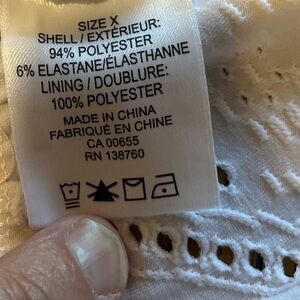 SIZE X
SHELL / EXTÉRIEUR:
94% POLYESTER
6% ELASTANE/ÉLASTHANNE
LINING / DOUBLURE:
100% POLYESTER
MADE IN CHINA
FABRIQUÉ EN CHINE
CA 00655
RN 138760